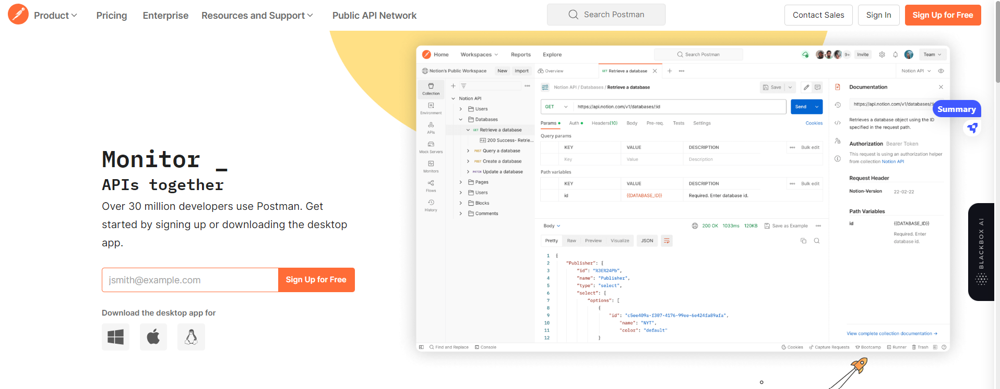 Product Pricing Enterprise Resources and Support Public API Network Search Postman Contact Sales Sign In Sign Up for Free
Monitor _
APIs together
Over 30 million developers use Postman. Get
started by signing up or downloading the desktop
app.
jsmith@example.com Sign Up for Free
Download the desktop app for
Home Workspaces Reports Explore Search Postman 9+ Invite Team
Notion's Public Workspace New Import Overview GET Retrieve a database Notion API
Collection
Environment
APIs
Mock Servers
Monitors
Flows
History
Notion API
Users
Databases
GET Retrieve a database
200 Success- Retrie...
POST Query a database
POST Create a database
PATCH Update a database
Pages
Users
Blocks
Comments
Notion API / Databases / Retrieve a database Save
GET https://api.notion.com/v1/databases/:id Send
Params Auth Headers(10) Body Pre-req. Tests Settings Cookies
Query params
KEY VALUE DESCRIPTION Bulk edit
Key Value Description
Path variables
KEY VALUE DESCRIPTION Bulk edit
id {{DATABASE_ID}} Required. Enter database id.
Body 200 OK 1033ms 120KB Save as Example
Pretty Raw Preview Visualize JSON
1 {
2 "Publisher": {
3 "id": "%3E%24Pb",
4 "name": "Publisher",
5 "type": "select",
6 "select": {
7 "options": [
8 {
9 "id": "c5ee409a-f307-4176-99ee-6e424fa89afa",
10 "name": "NYT",
11 "color": "default"
12 }
Documentation
https://api.notion.com/v1/databases/:i
Retrieves a database object using the ID
specified in the request path.
Authorization Bearer Token
This request is using an authorization helper
from collection Notion API
Request Header
Notion-Version 22-02-22
Path Variables
id {{DATABASE_ID}}
Required. Enter
database id.
View complete collection documentation →
Find and Replace Console Cookies Capture Requests Bootcamp Runner Trash
Summary
BLACKBOX AI